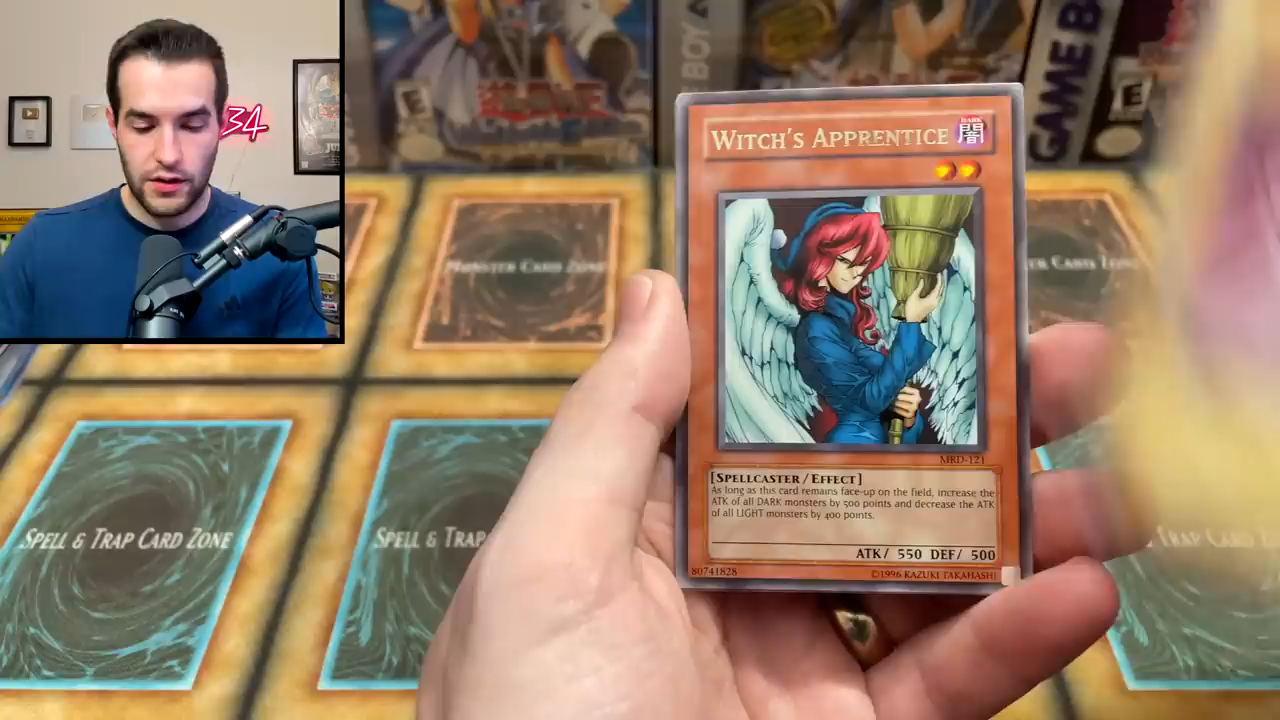 34
GAME B
E
BOY
E
WITCH'S APPRENTICE
DARK
闇
MONSTER CARD ZONE
MRD-121
[SPELLCASTER / EFFECT]
As long as this card remains face-up on the field, increase the
ATK of all DARK monsters by 500 points and decrease the ATK
of all LIGHT monsters by 400 points.
ATK/ 550 DEF/ 500
80741828
©1996 KAZUKI TAKAHASHI
SPELL & TRAP CARD ZONE
SPELL & TRAP
TRAP CARD Z